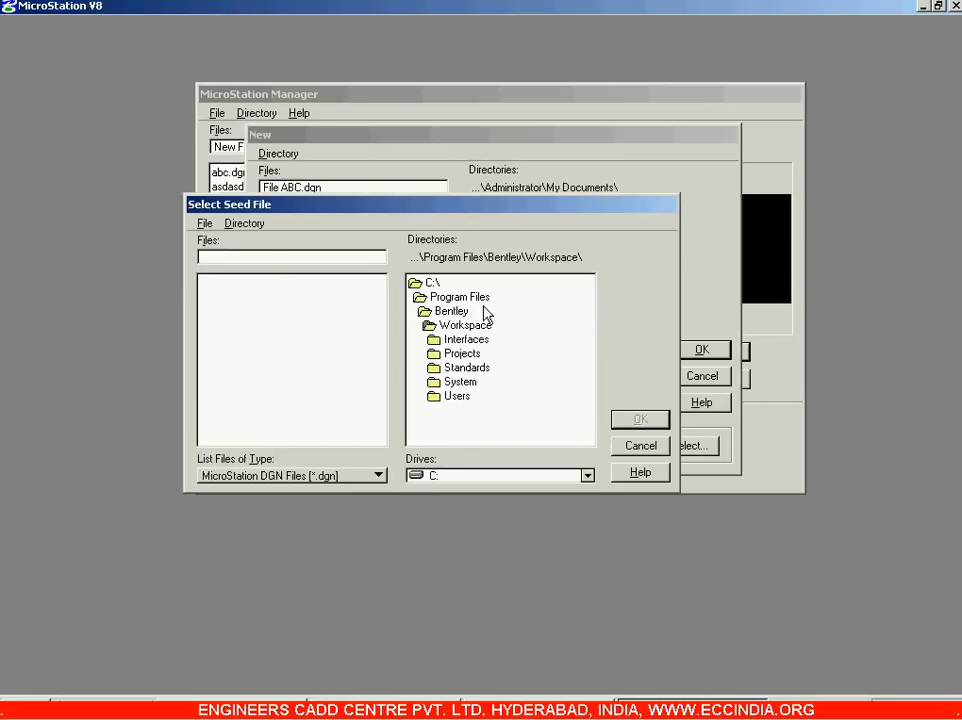 MicroStation V8
MicroStation Manager
File Directory Help
Files:
New F
abc.dgn
asdasd
New
Directory
Files:
File ABC.dgn
Directories:
...\Administrator\My Documents\
OK
Cancel
Help
elect...
Select Seed File
File Directory
Files:
Directories:
...\Program Files\Bentley\Workspace\
C:\
Program Files
Bentley
Workspace
Interfaces
Projects
Standards
System
Users
OK
Cancel
Help
List Files of Type:
MicroStation DGN Files [*.dgn]
Drives:
C:
. ENGINEERS CADD CENTRE PVT. LTD. HYDERABAD, INDIA, WWW.ECCINDIA.ORG .